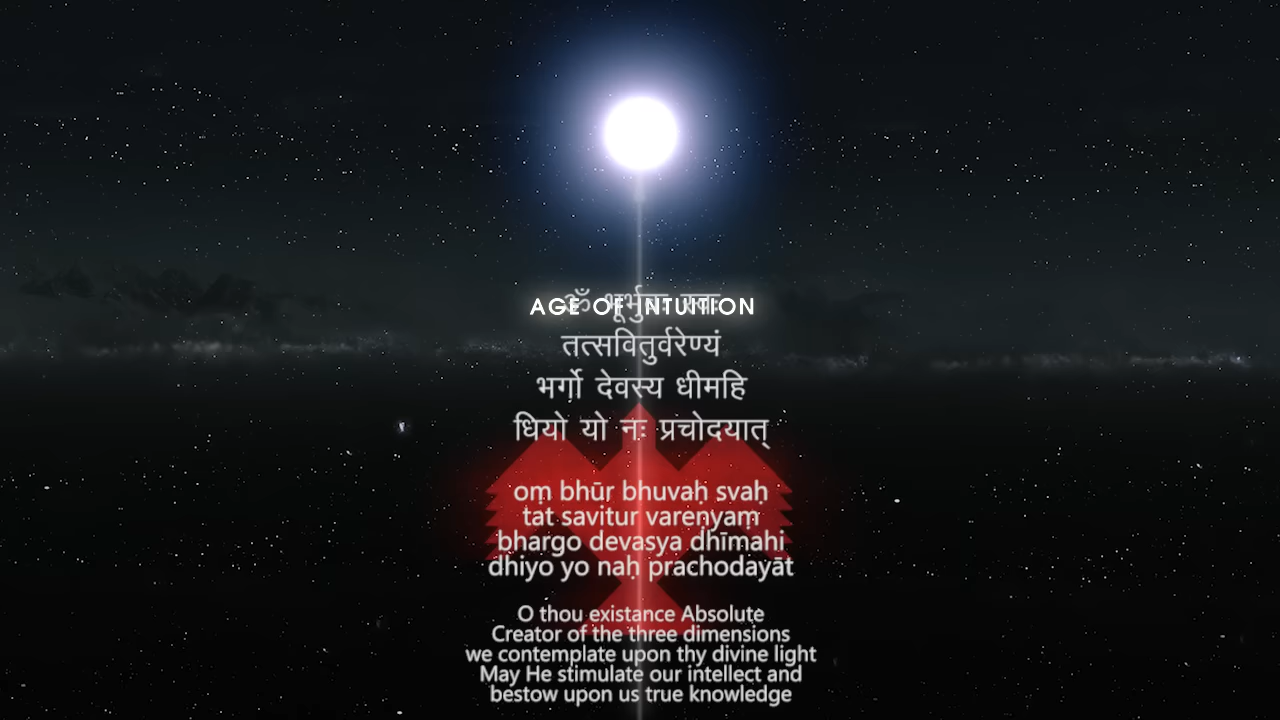 AGE OF INTUITION
ॐ भूर्भुवः स्वः
तत्सवितुर्वरेण्यं
भर्गो देवस्य धीमहि
धियो यो नः प्रचोदयात्
oṃ bhūr bhuvaḥ svaḥ
tat savitur vareṇyaṃ
bhargo devasya dhīmahi
dhiyo yo naḥ prachodayāt
O thou existance Absolute
Creator of the three dimensions
we contemplate upon thy divine light
May He stimulate our intellect and
bestow upon us true knowledge